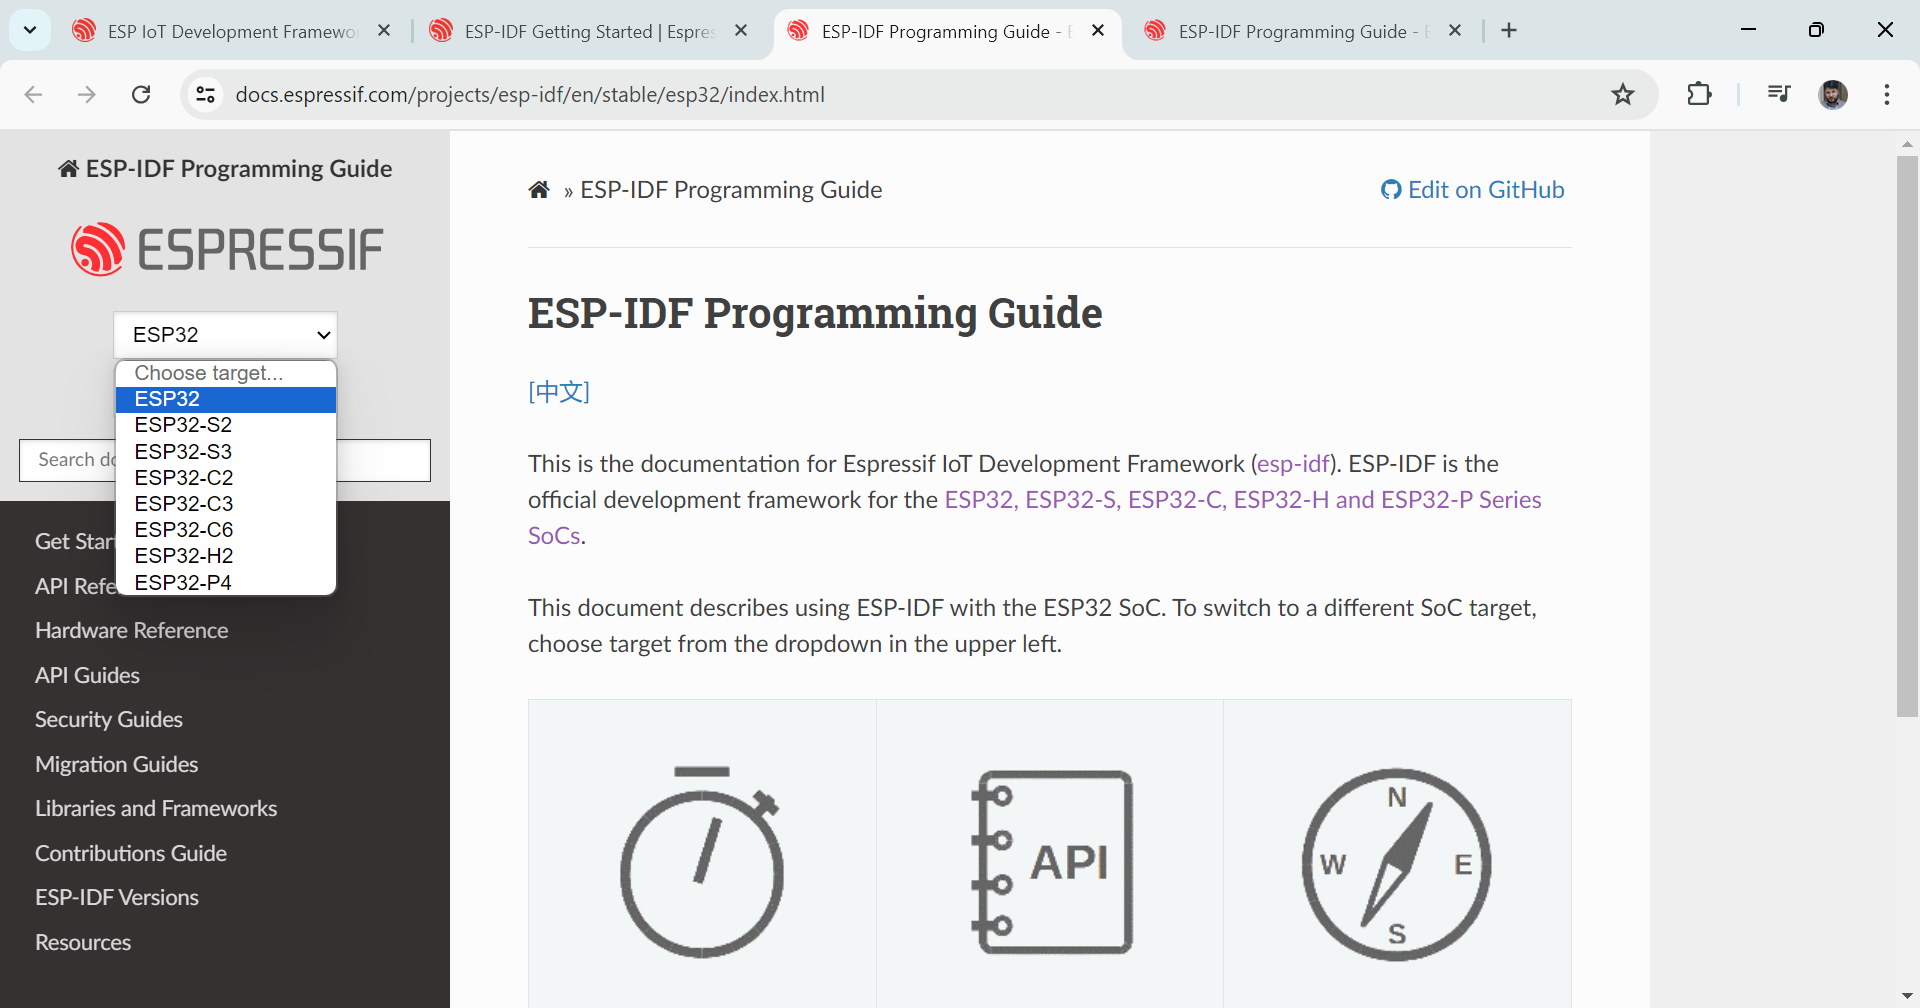 ESP IoT Development Framewo
ESP-IDF Getting Started | Espres
ESP-IDF Programming Guide - E
ESP-IDF Programming Guide - E
docs.espressif.com/projects/esp-idf/en/stable/esp32/index.html
ESP-IDF Programming Guide
ESPRESSIF
ESP32
Choose target...
ESP32
ESP32-S2
ESP32-S3
ESP32-C2
ESP32-C3
ESP32-C6
ESP32-H2
ESP32-P4
Search do
Get Start
API Refe
Hardware Reference
API Guides
Security Guides
Migration Guides
Libraries and Frameworks
Contributions Guide
ESP-IDF Versions
Resources
» ESP-IDF Programming Guide
Edit on GitHub
ESP-IDF Programming Guide
[中文]
This is the documentation for Espressif IoT Development Framework (esp-idf). ESP-IDF is the
official development framework for the ESP32, ESP32-S, ESP32-C, ESP32-H and ESP32-P Series
SoCs.
This document describes using ESP-IDF with the ESP32 SoC. To switch to a different SoC target,
choose target from the dropdown in the upper left.
API
N
W E
S